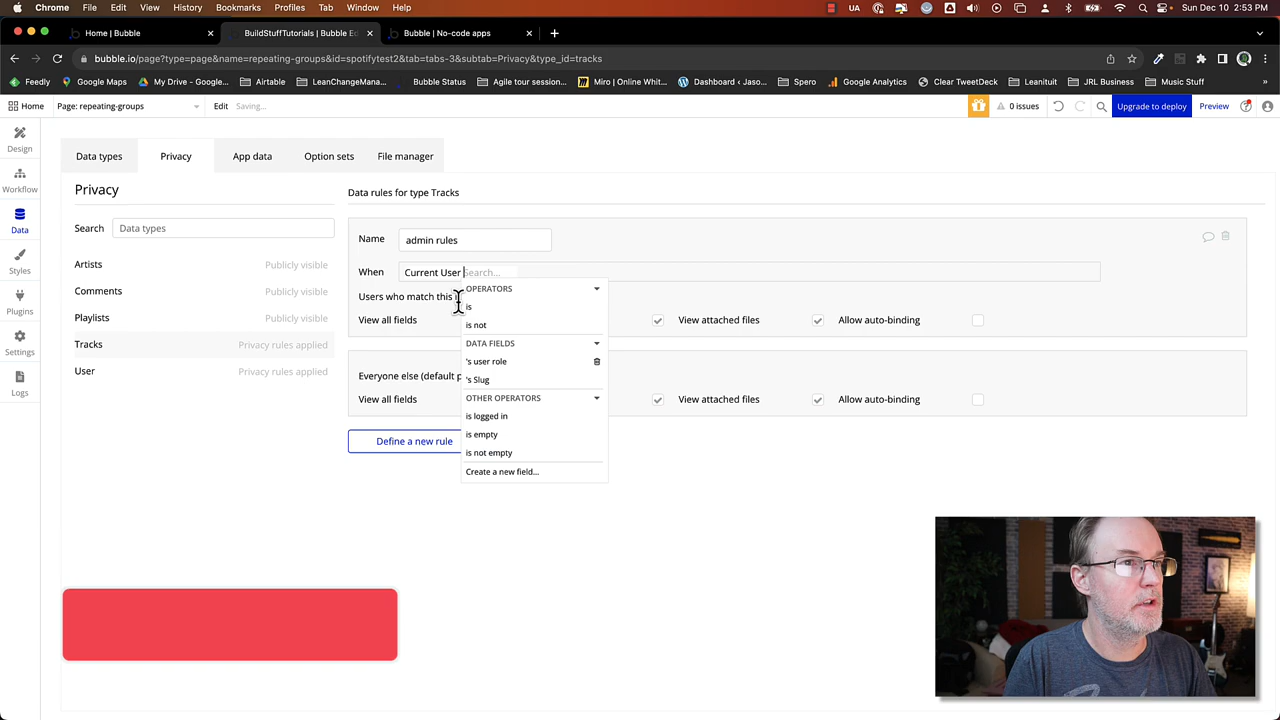 Chrome File Edit View History Bookmarks Profiles Tab Window Help UA Sun Dec 10 2:53 PM
Home | Bubble BuildStuffTutorials | Bubble Ed Bubble | No-code apps
bubble.io/page?type=page&name=repeating-groups&id=spotifytest2&tab=tabs-3&subtab=Privacy&type_id=tracks
Feedly Google Maps My Drive - Google... Airtable LeanChangeMana... Bubble Status Agile tour session... Miro | Online Whit... Dashboard ‹ Jaso... Spero Google Analytics Clear TweetDeck Leanituit JRL Business Music Stuff
Home Page: repeating-groups Edit Saving... 0 issues Upgrade to deploy Preview
Design
Workflow
Data
Styles
Plugins
Settings
Logs
Data types Privacy App data Option sets File manager
Privacy
Search Data types
Artists Publicly visible
Comments Publicly visible
Playlists Publicly visible
Tracks Privacy rules applied
User Privacy rules applied
Data rules for type Tracks
Name admin rules
When Current User Search...
Users who match this
View all fields View attached files Allow auto-binding
Everyone else (default p
View all fields View attached files Allow auto-binding
Define a new rule
OPERATORS
is
is not
DATA FIELDS
's user role
's Slug
OTHER OPERATORS
is logged in
is empty
is not empty
Create a new field...